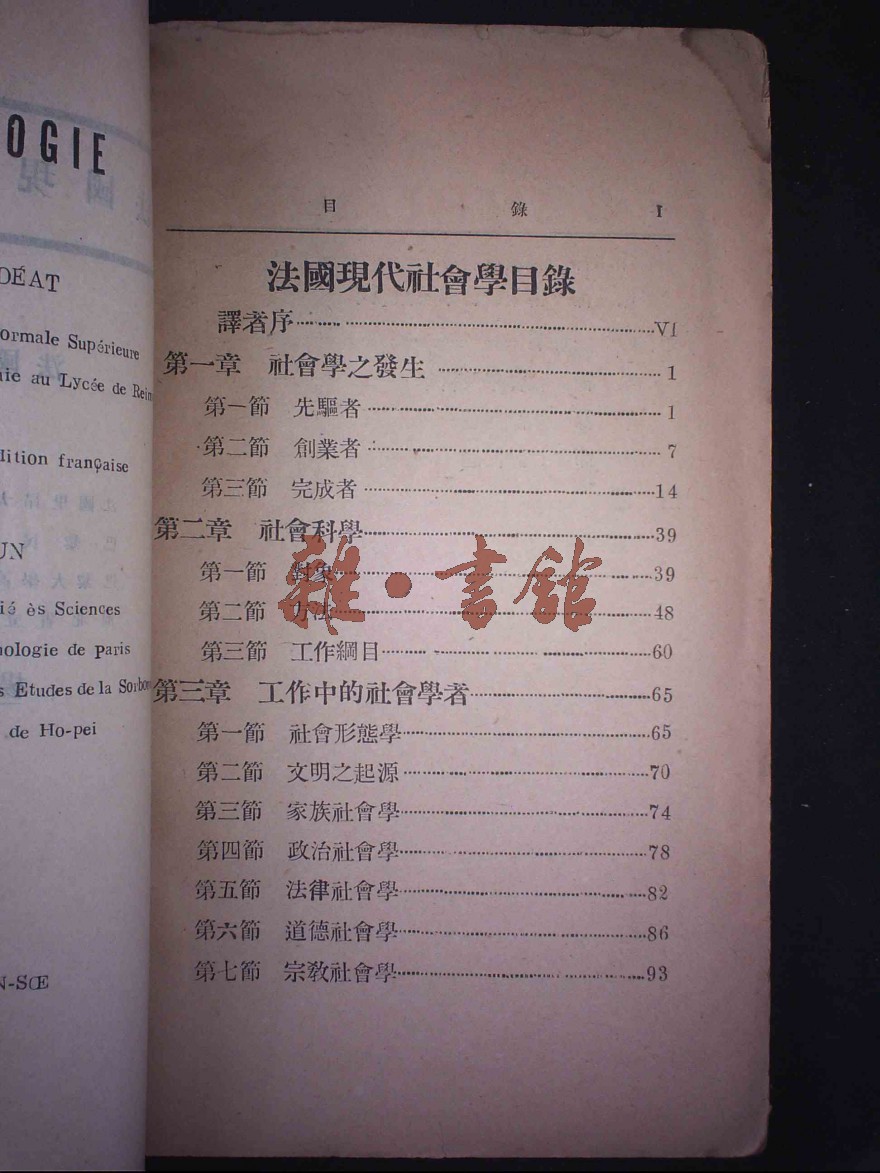 OGIE
DÉAT
ormale Supérieure
ie au Lycée de Reim
lition française
UN
ié ès Sciences
nologie de paris
s Etudes de la Sorbon
de Ho-pei
N-SŒ
目 錄 I
法國現代社會學目錄
譯者序 VI
第一章 社會學之發生 1
第一節 先驅者 1
第二節 創業者 7
第三節 完成者 14
第二章 社會科學 39
第一節 對象 39
第二節 方法 48
第三節 工作綱目 60
第三章 工作中的社會學者 65
第一節 社會形態學 65
第二節 文明之起源 70
第三節 家族社會學 74
第四節 政治社會學 78
第五節 法律社會學 82
第六節 道德社會學 86
第七節 宗教社會學 93
雜·書館